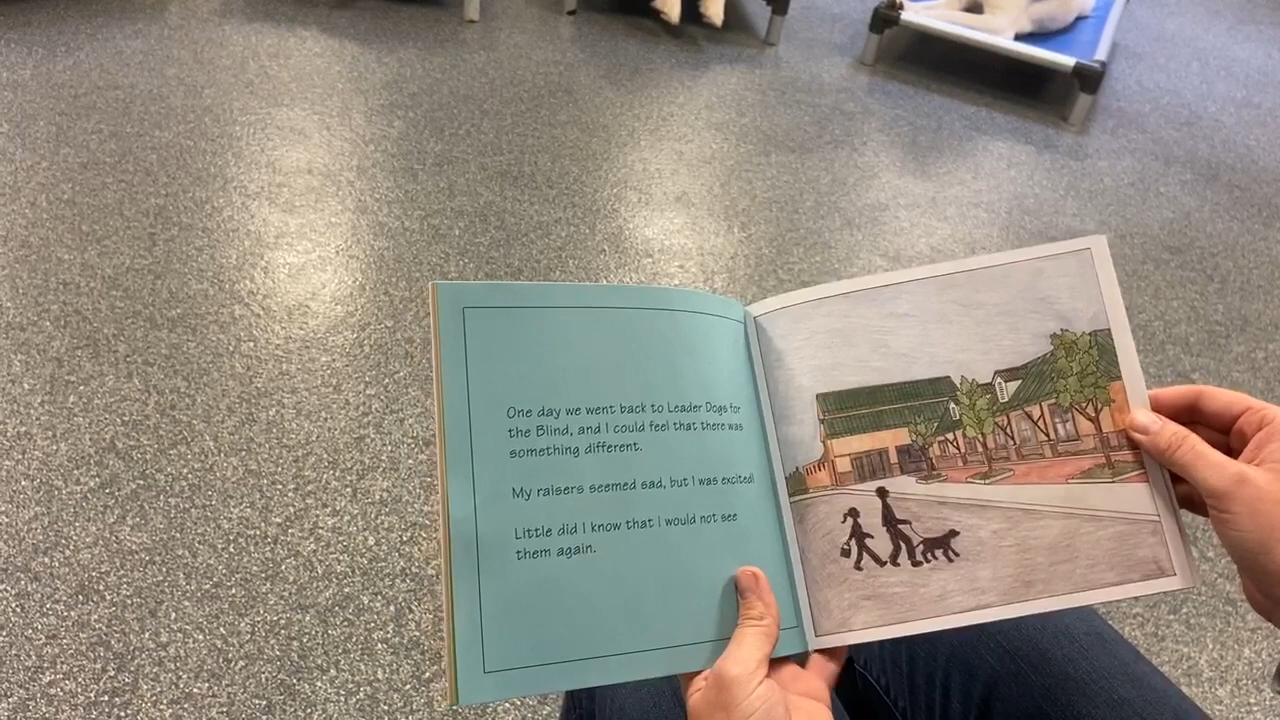 One day we went back to Leader Dogs for
the Blind, and I could feel that there was
something different.
My raisers seemed sad, but I was excited!
Little did I know that I would not see
them again.